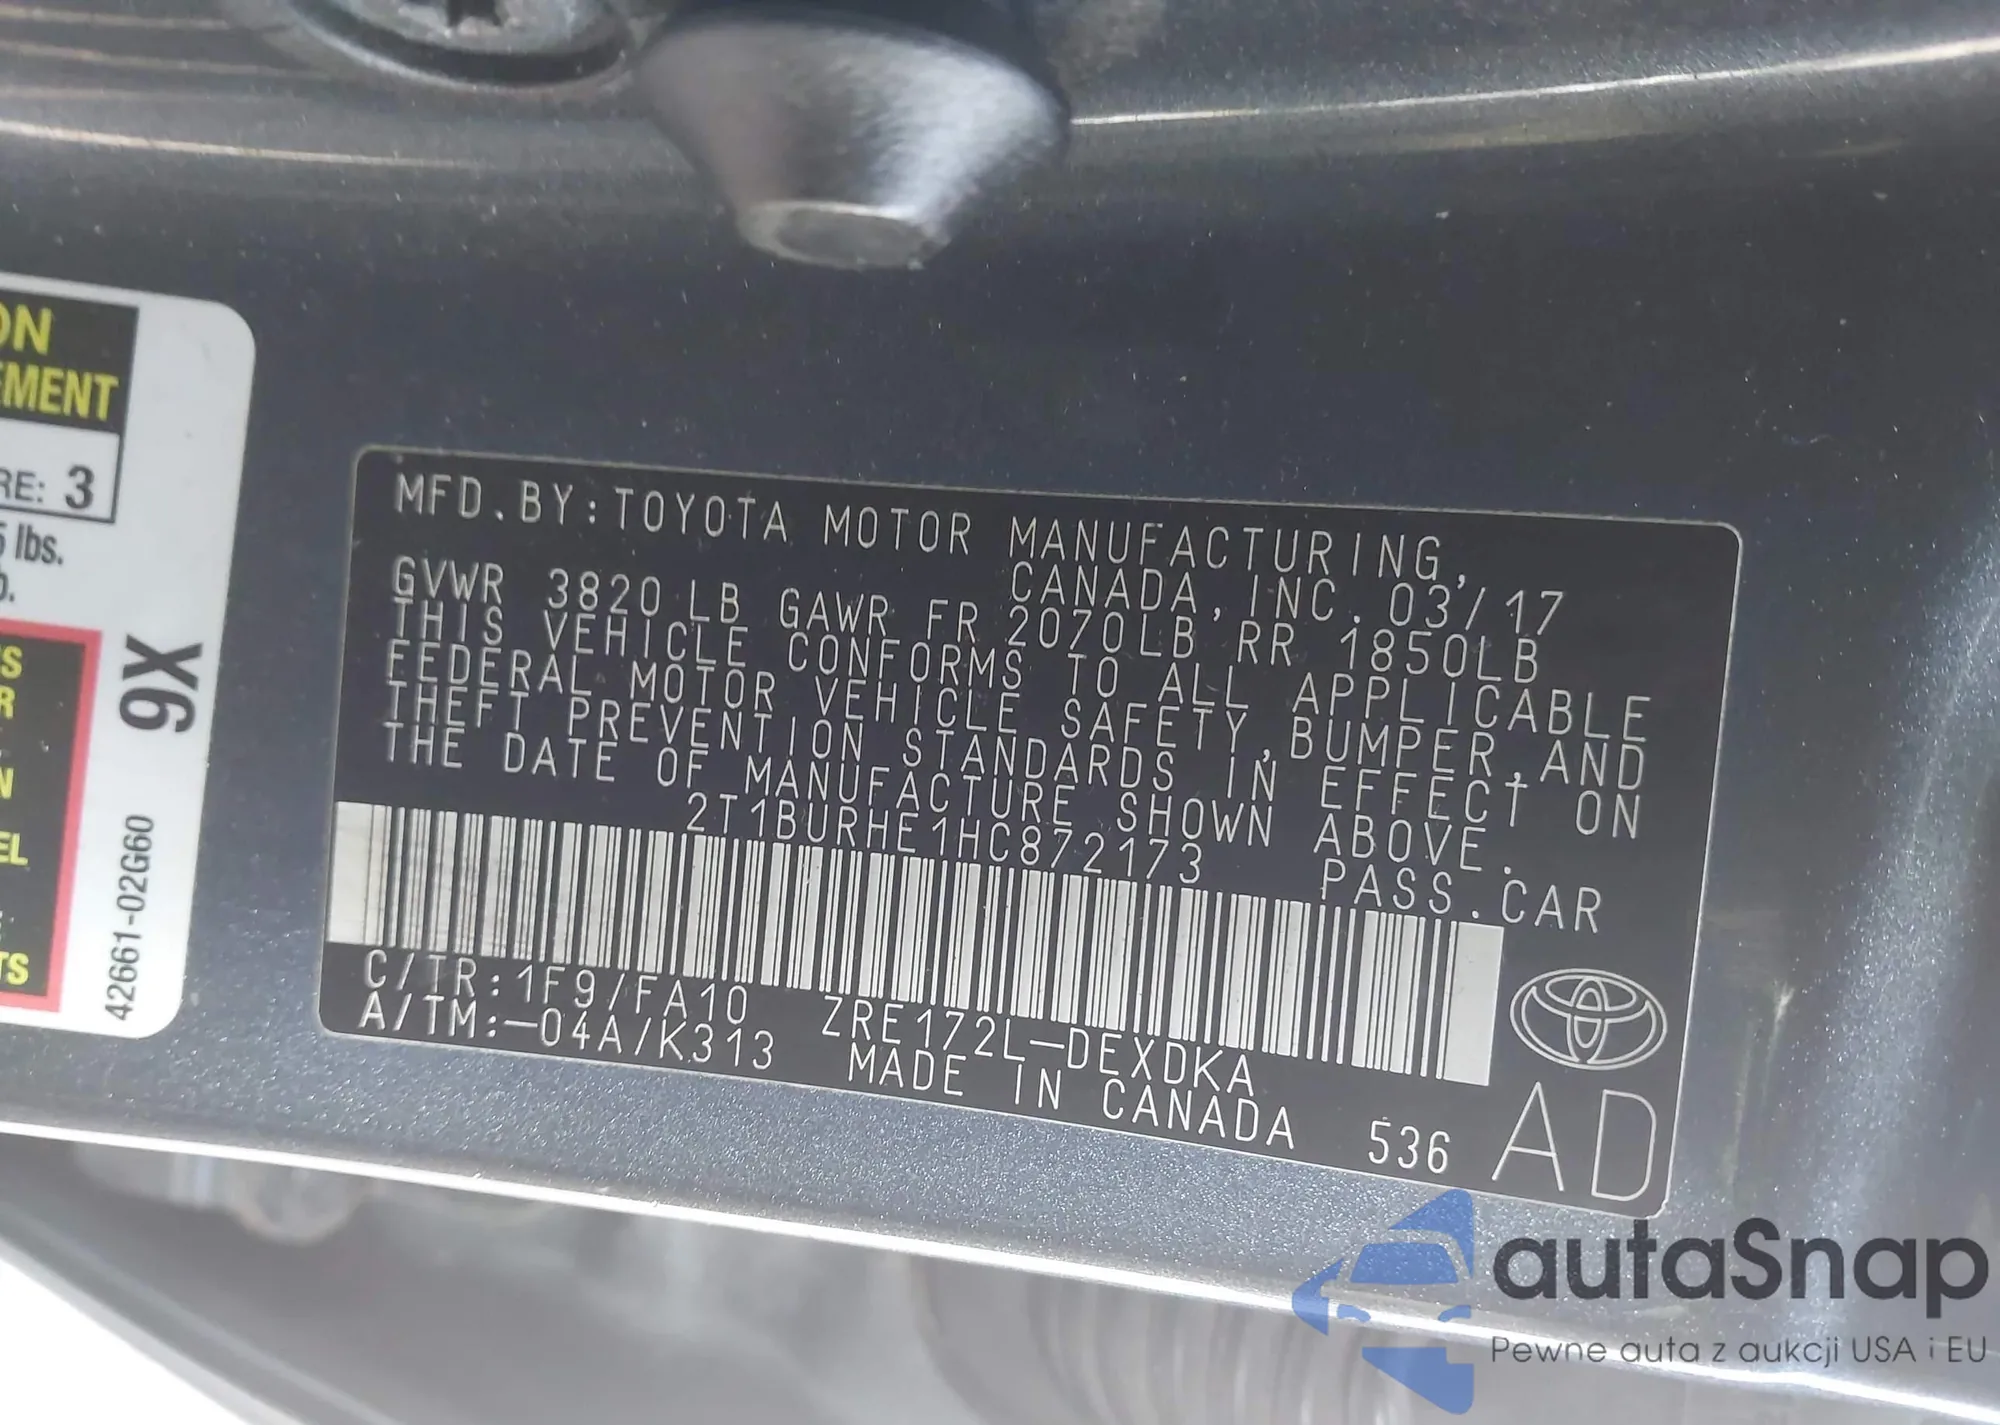 ON
EMENT
RE: 3
5 lbs.
9X
42661-02G60
MFD.BY:TOYOTA MOTOR MANUFACTURING,
CANADA,INC. 03/17
GVWR 3820LB GAWR FR 2070LB RR 1850LB
THIS VEHICLE CONFORMS TO ALL APPLICABLE
FEDERAL MOTOR VEHICLE SAFETY,BUMPER,AND
THEFT PREVENTION STANDARDS IN EFFECT ON
THE DATE OF MANUFACTURE SHOWN ABOVE.
2T1BURHE1HC872173 PASS.CAR
C/TR:1F9/FA10 ZRE172L-DEXDKA
A/TM:-04A/K313 MADE IN CANADA 536 AD
autaSnap
Pewne auta z aukcji USA i EU